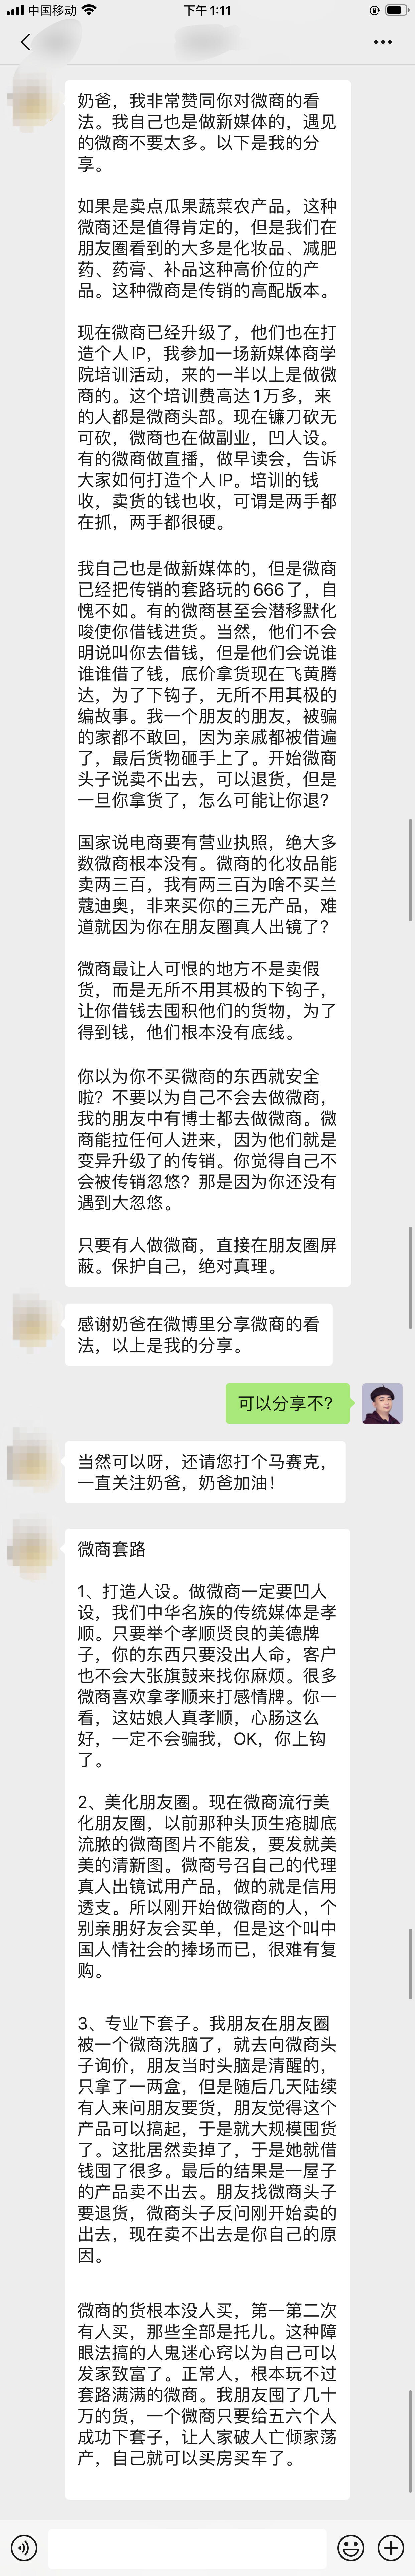 中国移动
下午1:11
奶爸，我非常赞同你对微商的看
法。我自己也是做新媒体的，遇见
的微商不要太多。以下是我的分
享。
如果是卖点瓜果蔬菜农产品，这种
微商还是值得肯定的，但是我们在
朋友圈看到的大多是化妆品、减肥
药、药膏、补品这种高价位的产
品。这种微商是传销的高配版本。
现在微商已经升级了，他们也在打
造个人IP，我参加一场新媒体商学
院培训活动，来的一半以上是做微
商的。这个培训费高达1万多，来
的人都是微商头部。现在镰刀砍无
可砍，微商也在做副业，凹人设。
有的微商做直播，做早读会，告诉
大家如何打造个人IP。培训的钱
收，卖货的钱也收，可谓是两手都
在抓，两手都很硬。
我自己也是做新媒体的，但是微商
已经把传销的套路玩的666了，自
愧不如。有的微商甚至会潜移默化
唆使你借钱进货。当然，他们不会
明说叫你去借钱，但是他们会说谁
谁谁借了钱，底价拿货现在飞黄腾
达，为了下钩子，无所不用其极的
编故事。我一个朋友的朋友，被骗
的家都不敢回，因为亲戚都被借遍
了，最后货物砸手上了。开始微商
头子说卖不出去，可以退货，但是
一旦你拿货了，怎么可能让你退？
国家说电商要有营业执照，绝大多
数微商根本没有。微商的化妆品能
卖两三百，我有两三百为啥不买兰
蔻迪奥，非来买你的三无产品，难
道就因为你在朋友圈真人出镜了？
微商最让人可恨的地方不是卖假
货，而是无所不用其极的下钩子，
让你借钱去囤积他们的货物，为了
得到钱，他们根本没有底线。
你以为你不买微商的东西就安全
啦？不要以为自己不会去做微商，
我的朋友中有博士都去做微商。微
商能拉任何人进来，因为他们就是
变异升级了的传销。你觉得自己不
会被传销忽悠？那是因为你还没有
遇到大忽悠。
只要有人做微商，直接在朋友圈屏
蔽。保护自己，绝对真理。
感谢奶爸在微博里分享微商的看
法，以上是我的分享。
可以分享不？
当然可以呀，还请您打个马赛克，
一直关注奶爸，奶爸加油！
微商套路
1、打造人设。做微商一定要凹人
设，我们中华名族的传统媒体是孝
顺。只要举个孝顺贤良的美德牌
子，你的东西只要没出人命，客户
也不会大张旗鼓来找你麻烦。很多
微商喜欢拿孝顺来打感情牌。你一
看，这姑娘人真孝顺，心肠这么
好，一定不会骗我，OK，你上钩
了。
2、美化朋友圈。现在微商流行美
化朋友圈，以前那种头顶生疮脚底
流脓的微商图片不能发，要发就美
美的清新图。微商号召自己的代理
真人出镜试用产品，做的就是信用
透支。所以刚开始做微商的人，个
别亲朋好友会买单，但是这个叫中
国人情社会的捧场而已，很难有复
购。
3、专业下套子。我朋友在朋友圈
被一个微商洗脑了，就去向微商头
子询价，朋友当时头脑是清醒的，
只拿了一两盒，但是随后几天陆续
有人来问朋友要货，朋友觉得这个
产品可以搞起，于是就大规模囤货
了。这批居然卖掉了，于是她就借
钱囤了很多。最后的结果是一屋子
的产品卖不出去。朋友找微商头子
要退货，微商头子反问刚开始卖的
出去，现在卖不出去是你自己的原
因。
微商的货根本没人买，第一第二次
有人买，那些全部是托儿。这种障
眼法搞的人鬼迷心窍以为自己可以
发家致富了。正常人，根本玩不过
套路满满的微商。我朋友囤了几十
万的货，一个微商只要给五六个人
成功下套子，让人家破人亡倾家荡
产，自己就可以买房买车了。